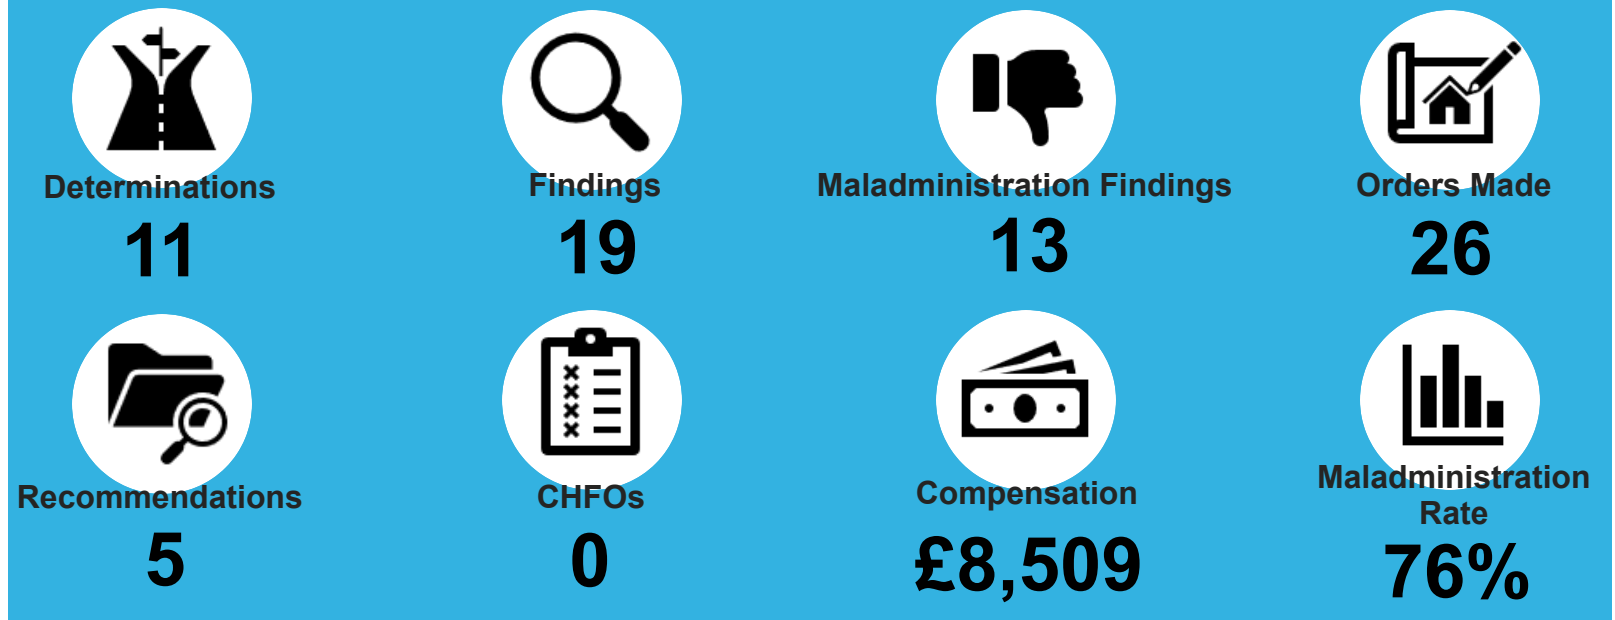 Determinations
11
Findings
19
Maladministration Findings
13
Orders Made
26
Recommendations
5
CHFOs
0
Compensation
£8,509
Maladministration
Rate
76%